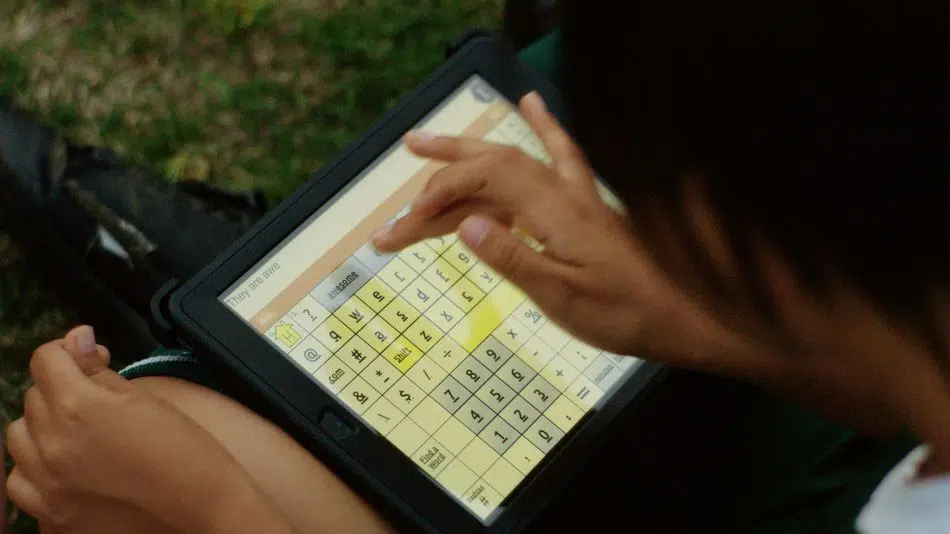 They are awe
? awesome
@ q w e r t y
.com # a s d f g
& * - Shift z x c
\ $ / ÷ x %
7 8 9 -
4 5 6 +
Find a word 1 2 3 =
, 0 .
#